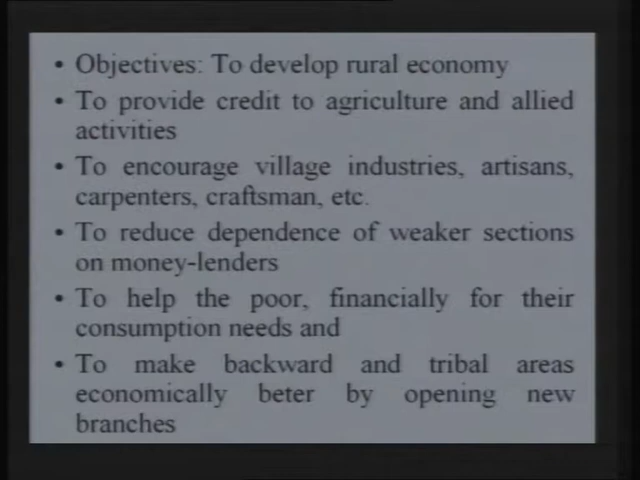 • Objectives: To develop rural economy
• To provide credit to agriculture and allied
activities
• To encourage village industries, artisans,
carpenters, craftsman, etc.
• To reduce dependence of weaker sections
on money-lenders
• To help the poor, financially for their
consumption needs and
• To make backward and tribal areas
economically beter by opening new
branches